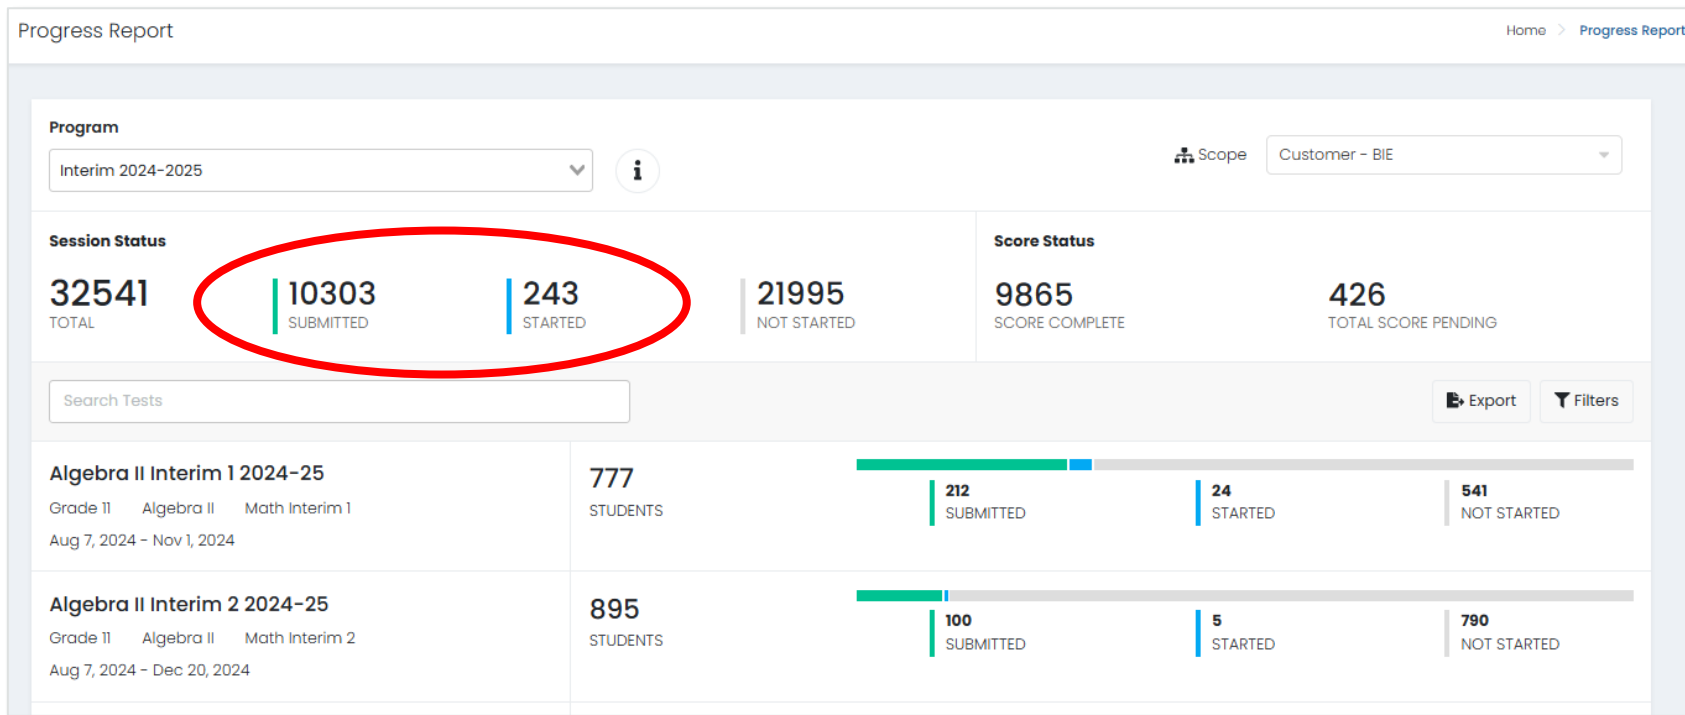 Progress Report
Home > Progress Report
Program
Interim 2024-2025
i
Scope
Customer - BIE
Session Status
32541
TOTAL
10303
SUBMITTED
243
STARTED
21995
NOT STARTED
Score Status
9865
SCORE COMPLETE
426
TOTAL SCORE PENDING
Search Tests
Export
Filters
Algebra II Interim 1 2024-25
Grade 11 Algebra II Math Interim 1
Aug 7, 2024 - Nov 1, 2024
777
STUDENTS
212
SUBMITTED
24
STARTED
541
NOT STARTED
Algebra II Interim 2 2024-25
Grade 11 Algebra II Math Interim 2
Aug 7, 2024 - Dec 20, 2024
895
STUDENTS
100
SUBMITTED
5
STARTED
790
NOT STARTED